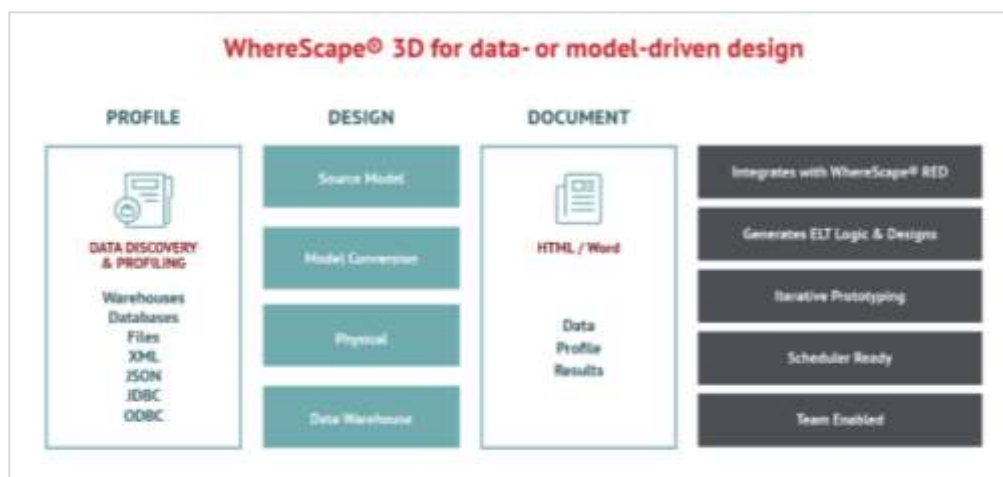 WhereScape® 3D for data- or model-driven design
PROFILE
DATA DISCOVERY
& PROFILING
Warehouses
Databases
Files
XML
JSON
JDBC
ODBC
DESIGN
Source Model
Model Conversion
Physical
Data Warehouse
DOCUMENT
HTML / Word
Data
Profile
Results
Integrates with WhereScape® RED
Generates ELT Logic & Designs
Iterative Prototyping
Scheduler Ready
Team Enabled